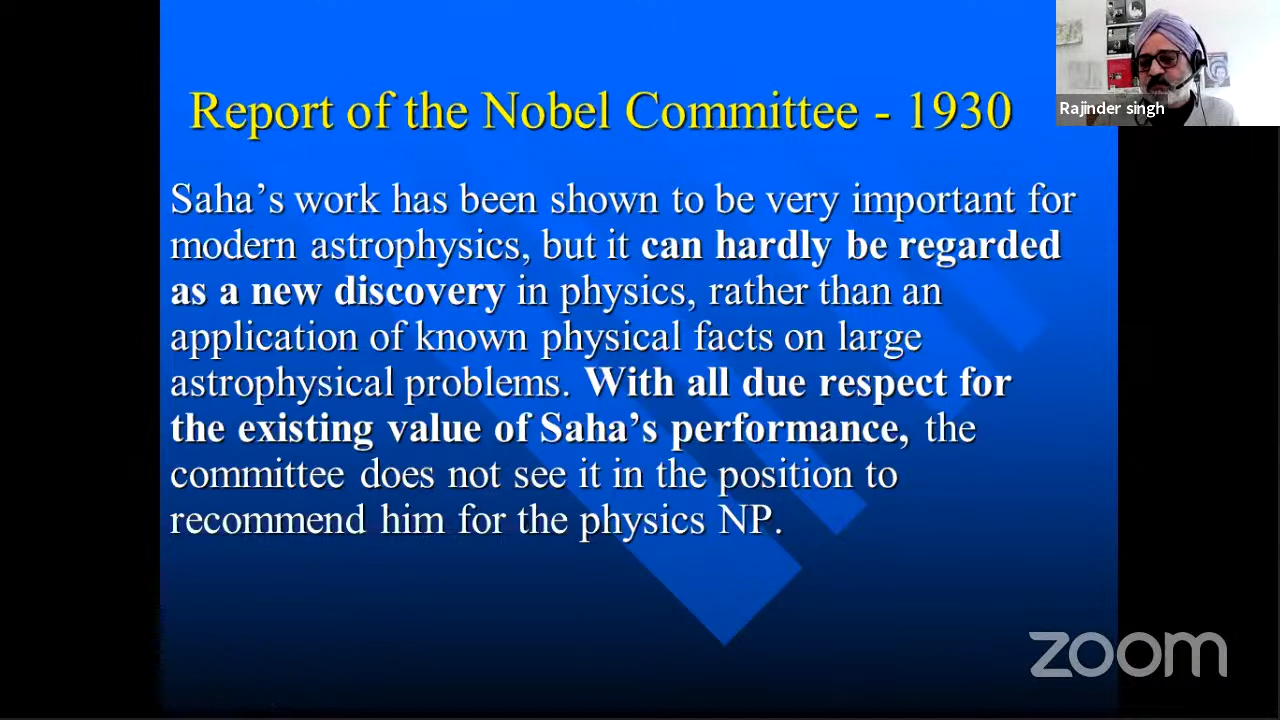 Report of the Nobel Committee - 1930
Rajinder singh
Saha’s work has been shown to be very important for
modern astrophysics, but it can hardly be regarded
as a new discovery in physics, rather than an
application of known physical facts on large
astrophysical problems. With all due respect for
the existing value of Saha’s performance, the
committee does not see it in the position to
recommend him for the physics NP.
zoom